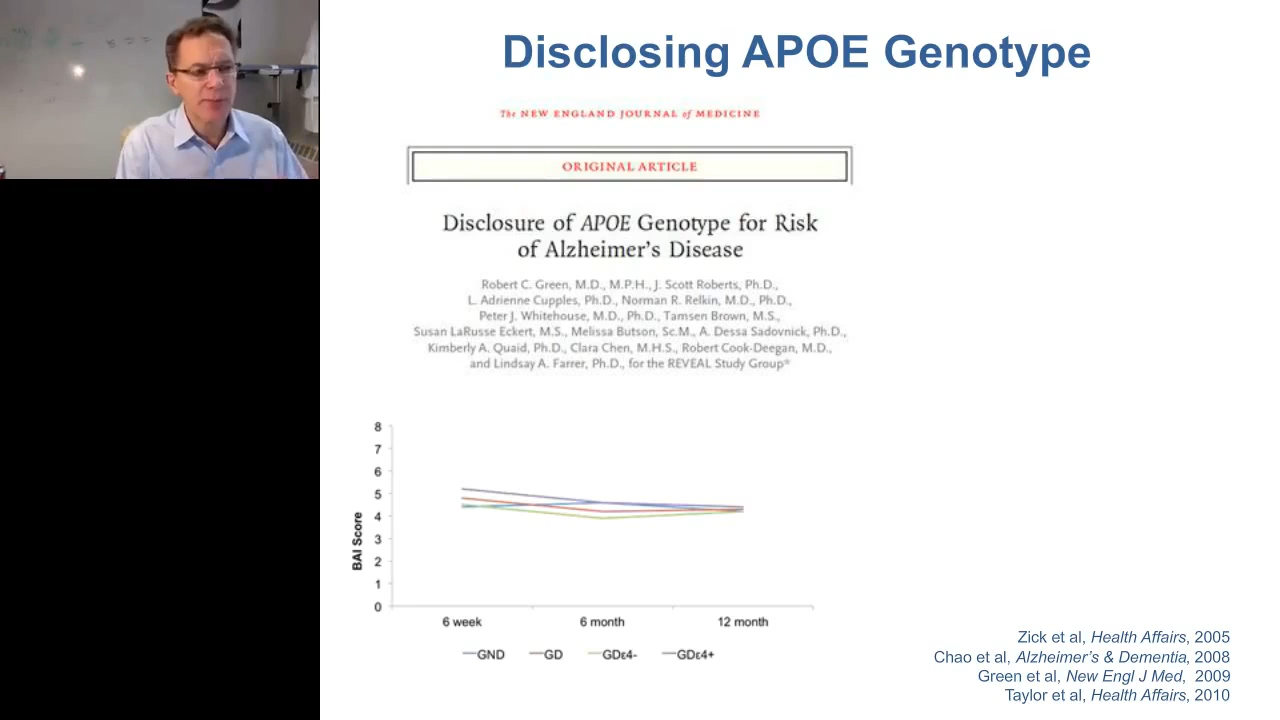 Disclosing APOE Genotype
The NEW ENGLAND JOURNAL of MEDICINE
ORIGINAL ARTICLE
Disclosure of APOE Genotype for Risk
of Alzheimer's Disease
Robert C. Green, M.D., M.P.H., J. Scott Roberts, Ph.D.,
L. Adrienne Cupples, Ph.D., Norman R. Relkin, M.D., Ph.D.,
Peter J. Whitehouse, M.D., Ph.D., Tamsen Brown, M.S.,
Susan LaRusse Eckert, M.S., Melissa Butson, Sc.M., A. Dessa Sadovnick, Ph.D.,
Kimberly A. Quaid, Ph.D., Clara Chen, M.H.S., Robert Cook-Deegan, M.D.,
and Lindsay A. Farrer, Ph.D., for the REVEAL Study Group*
8
7
6
5
4
3
2
1
0
BAI Score
6 week 6 month 12 month
GND GD GDε4- GDε4+
Zick et al, Health Affairs, 2005
Chao et al, Alzheimer's & Dementia, 2008
Green et al, New Engl J Med, 2009
Taylor et al, Health Affairs, 2010